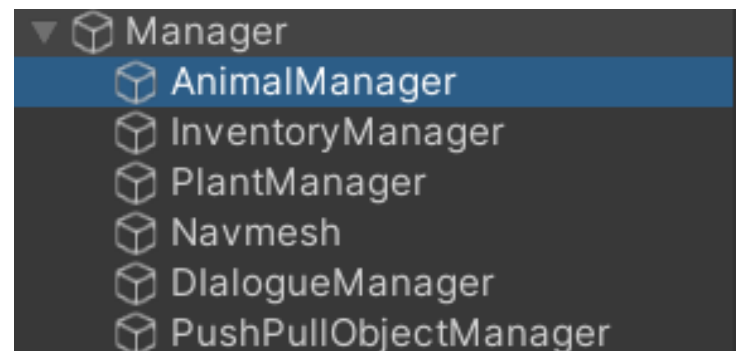 Manager
AnimalManager
InventoryManager
PlantManager
Navmesh
DIalogueManager
PushPullObjectManager